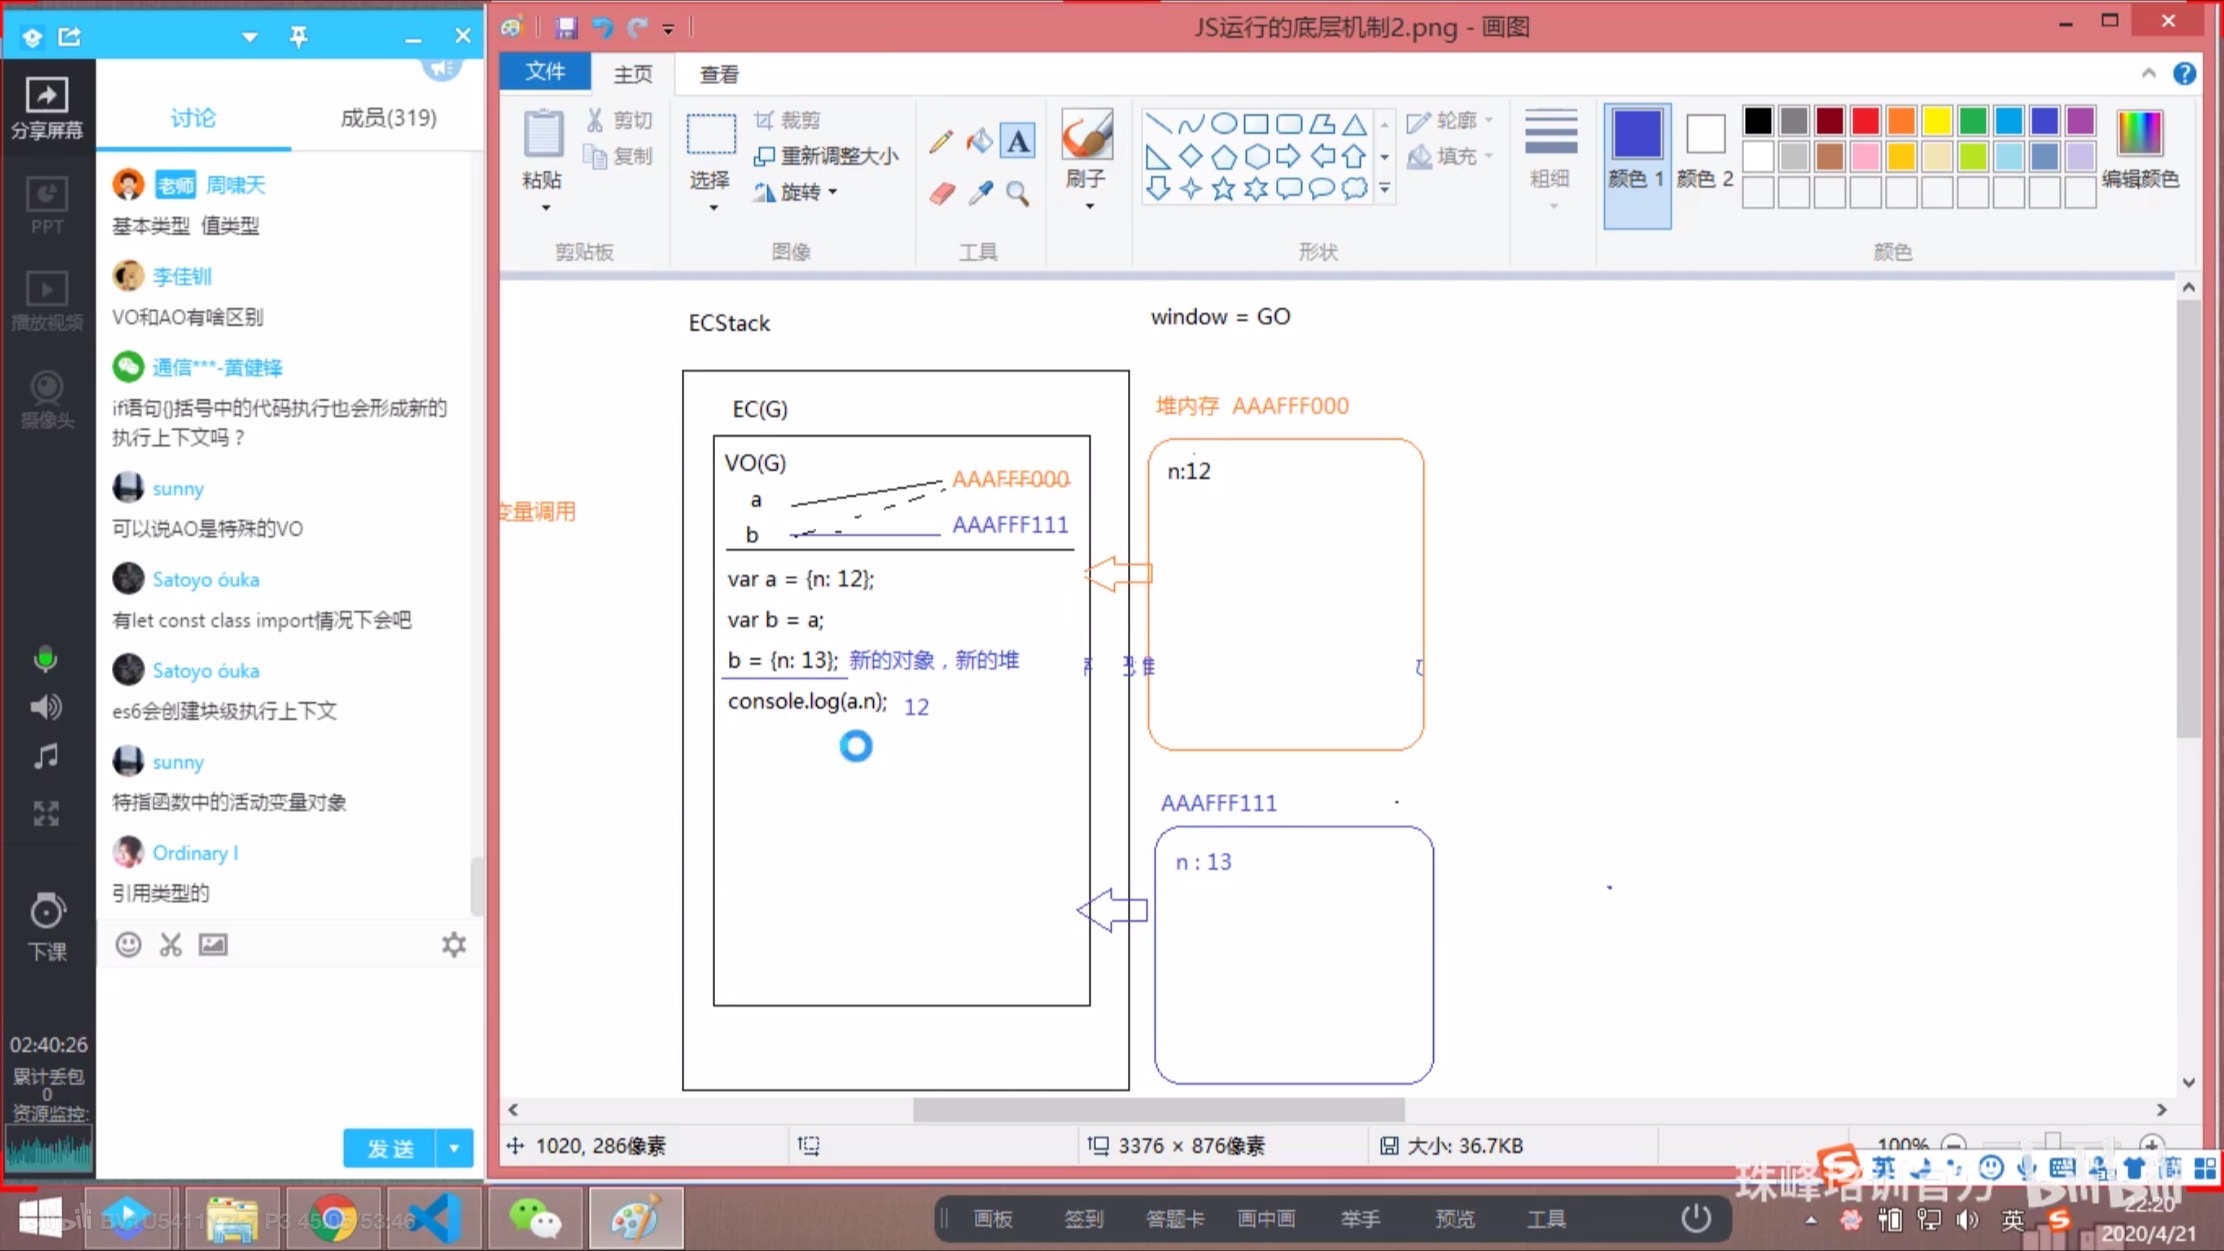 JS运行的底层机制2.png - 画图
文件
主页
查看
粘贴
剪切
复制
剪贴板
选择
裁剪
重新调整大小
旋转
图像
工具
刷子
形状
轮廓
填充
粗细
颜色 1
颜色 2
编辑颜色
颜色
分享屏幕
PPT
播放视频
摄像头
下课
02:40:26
累计丢包
0
资源监控:
讨论
成员(319)
老师 周啸天
基本类型 值类型
李佳钏
VO和AO有啥区别
通信***-黄健锋
if语句{}括号中的代码执行也会形成新的
执行上下文吗？
sunny
可以说AO是特殊的VO
Satoyo óuka
有let const class import情况下会吧
Satoyo óuka
es6会创建块级执行上下文
sunny
特指函数中的活动变量对象
Ordinary I
引用类型的
发送
变量调用
ECStack
EC(G)
VO(G)
a
AAAFFF000
b
AAAFFF111
var a = {n: 12};
var b = a;
b = {n: 13}; 新的对象，新的堆
console.log(a.n); 12
window = GO
堆内存 AAAFFF000
n:12
AAAFFF111
n : 13
1020, 286像素
3376 × 876像素
大小: 36.7KB
100%
珠峰培训官方
英
画板
签到
答题卡
画中画
举手
预览
工具
英
22:20
2020/4/21
P3 45:05/53:46